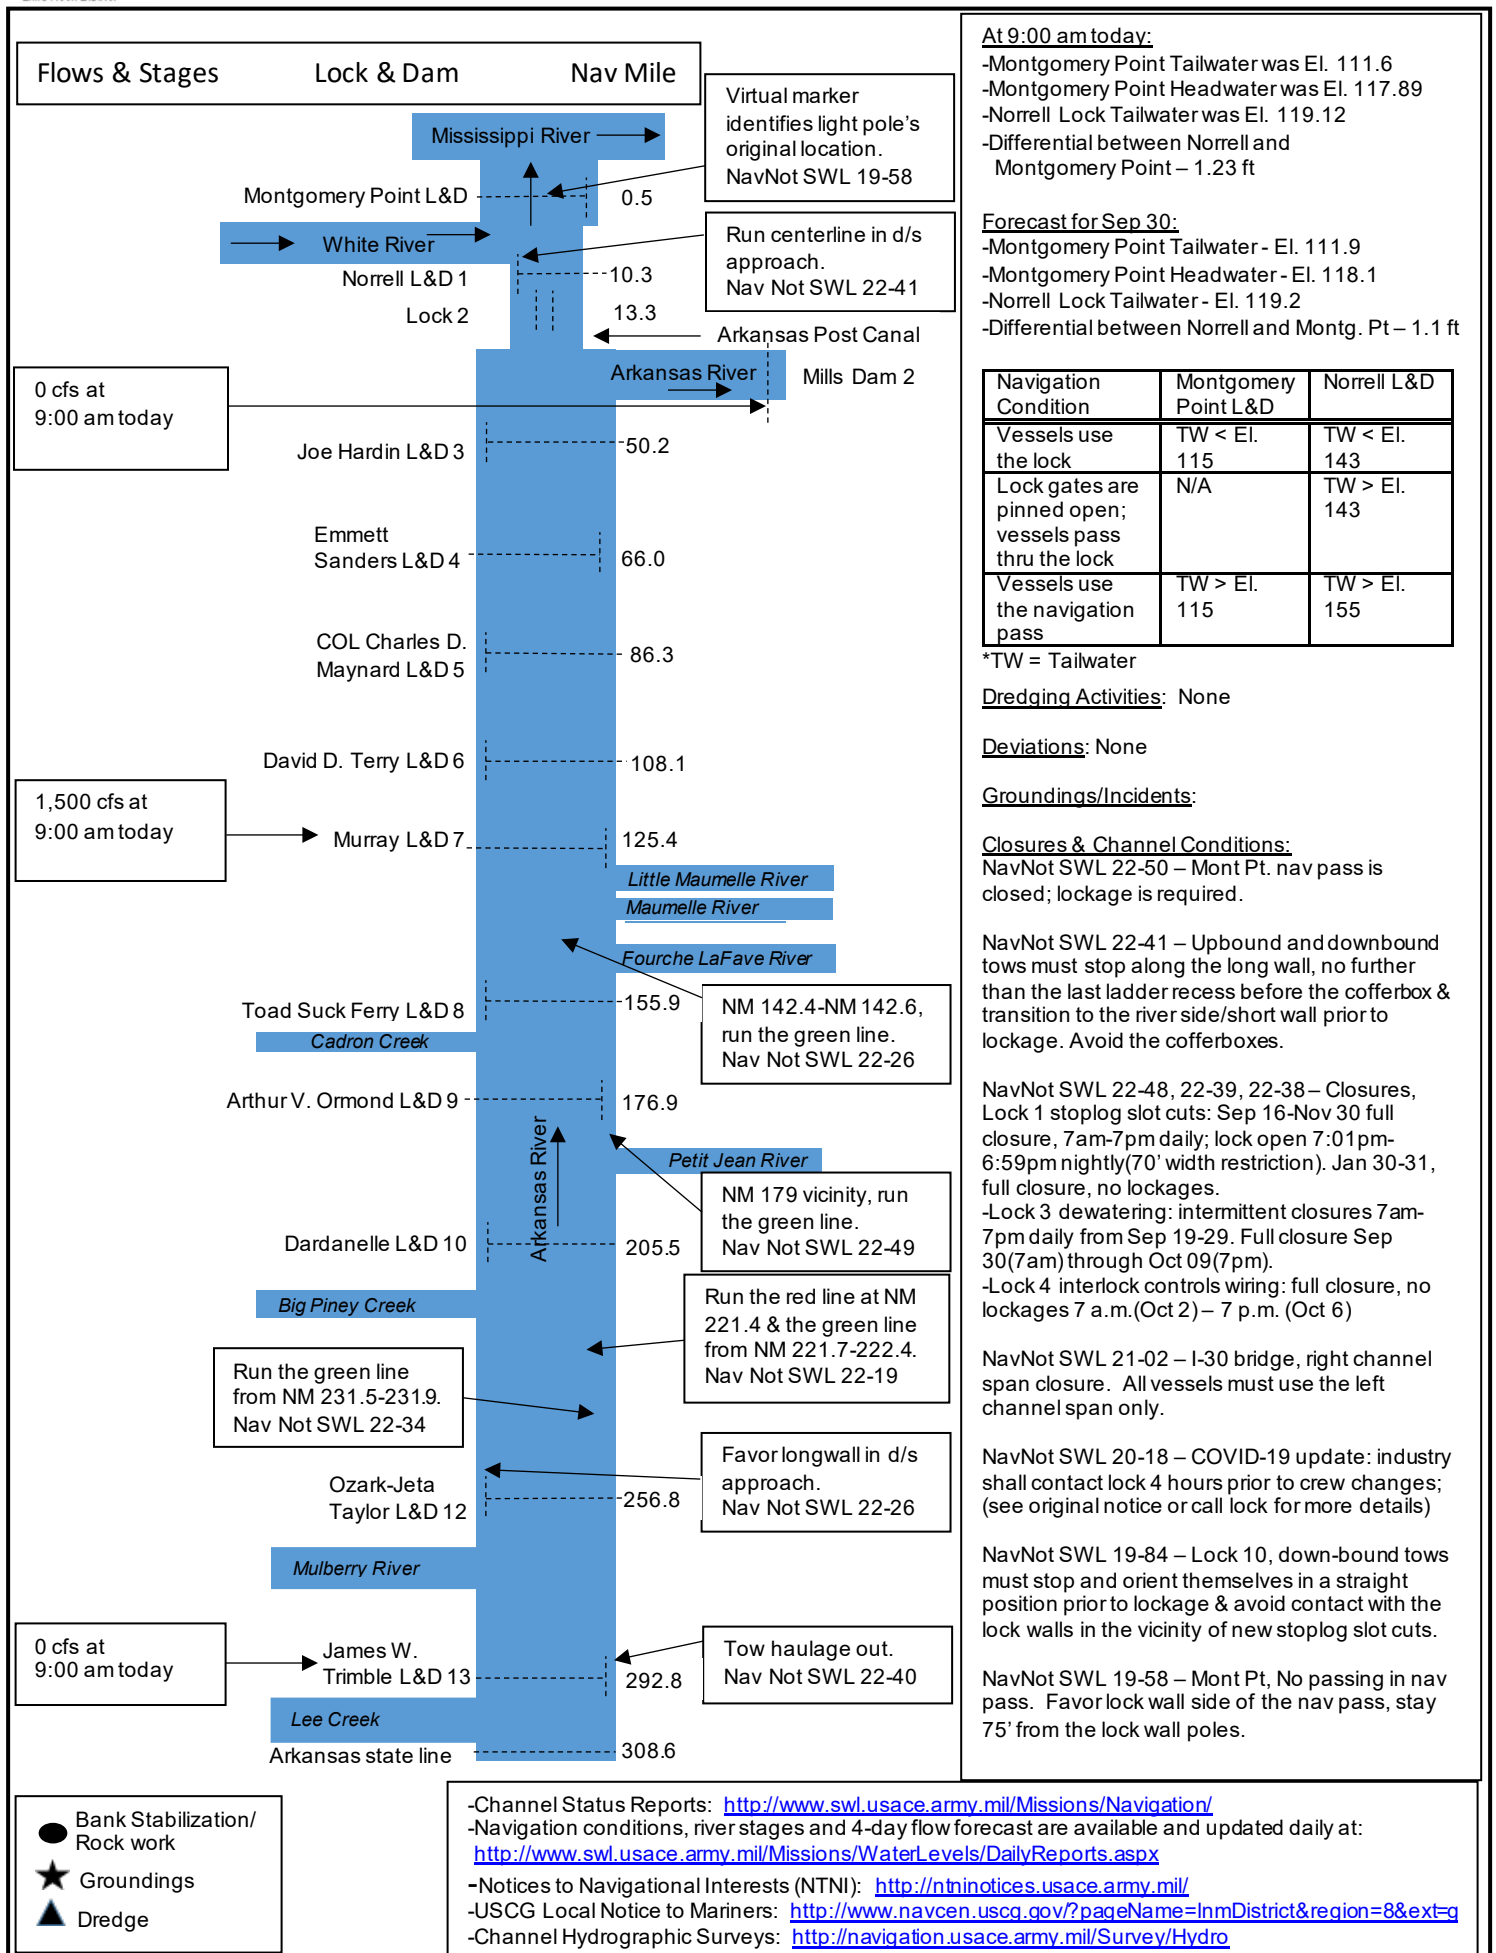 Flows & Stages Lock & Dam Nav Mile
Mississippi River
Virtual marker
identifies light pole's
original location.
NavNot SWL 19-58
Montgomery Point L&D
0.5
White River
Run centerline in d/s
approach.
Nav Not SWL 22-41
Norrell L&D 1
10.3
Lock 2
13.3
Arkansas Post Canal
Arkansas River
Mills Dam 2
0 cfs at
9:00 am today
Joe Hardin L&D 3
50.2
Emmett
Sanders L&D 4
66.0
COL Charles D.
Maynard L&D 5
86.3
David D. Terry L&D 6
108.1
1,500 cfs at
9:00 am today
Murray L&D 7
125.4
Little Maumelle River
Maumelle River
Fourche LaFave River
Toad Suck Ferry L&D 8
155.9
NM 142.4-NM 142.6,
run the green line.
Nav Not SWL 22-26
Cadron Creek
Arthur V. Ormond L&D 9
176.9
Arkansas River
Petit Jean River
NM 179 vicinity, run
the green line.
Nav Not SWL 22-49
Dardanelle L&D 10
205.5
Big Piney Creek
Run the red line at NM
221.4 & the green line
from NM 221.7-222.4.
Nav Not SWL 22-19
Run the green line
from NM 231.5-231.9.
Nav Not SWL 22-34
Favor longwall in d/s
approach.
Nav Not SWL 22-26
Ozark-Jeta
Taylor L&D 12
256.8
Mulberry River
0 cfs at
9:00 am today
James W.
Trimble L&D 13
292.8
Tow haulage out.
Nav Not SWL 22-40
Lee Creek
Arkansas state line
308.6
At 9:00 am today:
-Montgomery Point Tailwater was El. 111.6
-Montgomery Point Headwater was El. 117.89
-Norrell Lock Tailwater was El. 119.12
-Differential between Norrell and
Montgomery Point – 1.23 ft
Forecast for Sep 30:
-Montgomery Point Tailwater - El. 111.9
-Montgomery Point Headwater - El. 118.1
-Norrell Lock Tailwater - El. 119.2
-Differential between Norrell and Montg. Pt – 1.1 ft
Navigation Montgomery Norrell L&D
Condition Point L&D
Vessels use TW < El. TW < El.
the lock 115 143
Lock gates are N/A TW > El.
pinned open; 143
vessels pass
thru the lock
Vessels use TW > El. TW > El.
the navigation 115 155
pass
*TW = Tailwater
Dredging Activities: None
Deviations: None
Groundings/Incidents:
Closures & Channel Conditions:
NavNot SWL 22-50 – Mont Pt. nav pass is
closed; lockage is required.
NavNot SWL 22-41 – Upbound and downbound
tows must stop along the long wall, no further
than the last ladder recess before the cofferbox &
transition to the river side/short wall prior to
lockage. Avoid the cofferboxes.
NavNot SWL 22-48, 22-39, 22-38 – Closures,
Lock 1 stoplog slot cuts: Sep 16-Nov 30 full
closure, 7am-7pm daily; lock open 7:01pm-
6:59pm nightly(70' width restriction). Jan 30-31,
full closure, no lockages.
-Lock 3 dewatering: intermittent closures 7am-
7pm daily from Sep 19-29. Full closure Sep
30(7am) through Oct 09(7pm).
-Lock 4 interlock controls wiring: full closure, no
lockages 7 a.m.(Oct 2) – 7 p.m. (Oct 6)
NavNot SWL 21-02 – I-30 bridge, right channel
span closure. All vessels must use the left
channel span only.
NavNot SWL 20-18 – COVID-19 update: industry
shall contact lock 4 hours prior to crew changes;
(see original notice or call lock for more details)
NavNot SWL 19-84 – Lock 10, down-bound tows
must stop and orient themselves in a straight
position prior to lockage & avoid contact with the
lock walls in the vicinity of new stoplog slot cuts.
NavNot SWL 19-58 – Mont Pt, No passing in nav
pass. Favor lock wall side of the nav pass, stay
75' from the lock wall poles.
Bank Stabilization/
Rock work
Groundings
Dredge
-Channel Status Reports: http://www.swl.usace.army.mil/Missions/Navigation/
-Navigation conditions, river stages and 4-day flow forecast are available and updated daily at:
http://www.swl.usace.army.mil/Missions/WaterLevels/DailyReports.aspx
-Notices to Navigational Interests (NTNI): http://ntninotices.usace.army.mil/
-USCG Local Notice to Mariners: http://www.navcen.uscg.gov/?pageName=lnmDistrict&region=8&ext=g
-Channel Hydrographic Surveys: http://navigation.usace.army.mil/Survey/Hydro